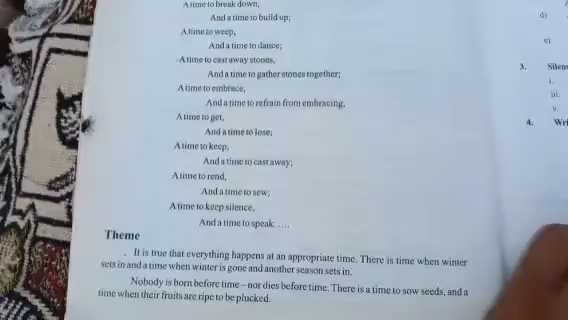 A time to break down,
And a time to build up;
A time to weep,
And a time to dance;
A time to cast away stones,
And a time to gather stones together;
A time to embrace,
And a time to refrain from embracing,
A time to get,
And a time to lose;
A time to keep,
And a time to cast away;
A time to rend,
And a time to sew;
A time to keep silence,
And a time to speak ....
Theme
. It is true that everything happens at an appropriate time. There is time when winter
sets in and a time when winter is gone and another season sets in.
Nobody is born before time – nor dies before time. There is a time to sow seeds, and a
time when their fruits are ripe to be plucked.
d)
e)
3. Silen
i.
iii.
v.
4. Wri